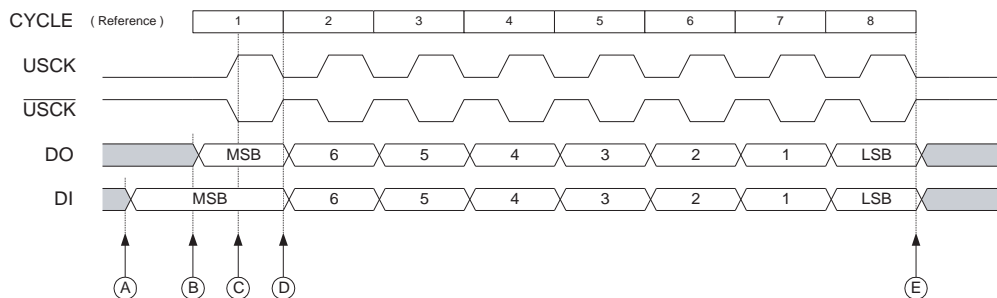 CYCLE ( Reference ) 1 2 3 4 5 6 7 8
USCK
USCK
DO MSB 6 5 4 3 2 1 LSB
DI MSB 6 5 4 3 2 1 LSB
A B C D E